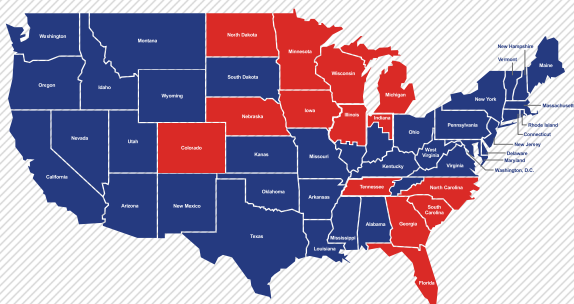 Washington
Montana
North Dakota
Minnesota
New Hampshire
Vermont
Maine
Oregon
Idaho
Wyoming
South Dakota
Wisconsin
Michigan
New York
Massachusett
Rhode Island
Connecticut
Nevada
Utah
Colorado
Nebraska
Iowa
Illinois
Indiana
Ohio
Pennsylvania
New Jersey
Delaware
Maryland
Washington, D.C.
California
Kanas
Missouri
West
Virginia
Virginia
Kentucky
Arizona
New Mexico
Oklahoma
Arkansas
Tennessee
North Carolina
South
Carolina
Texas
Louisiana
Mississippi
Alabama
Georgia
Florida